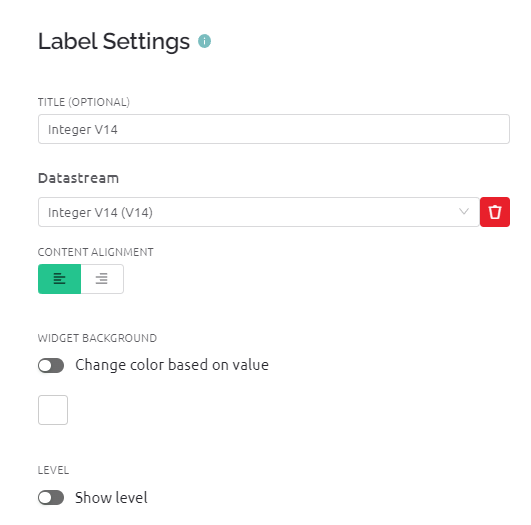 Label Settings
TITLE (OPTIONAL)
Integer V14
Datastream
Integer V14 (V14)
CONTENT ALIGNMENT
WIDGET BACKGROUND
Change color based on value
LEVEL
Show level